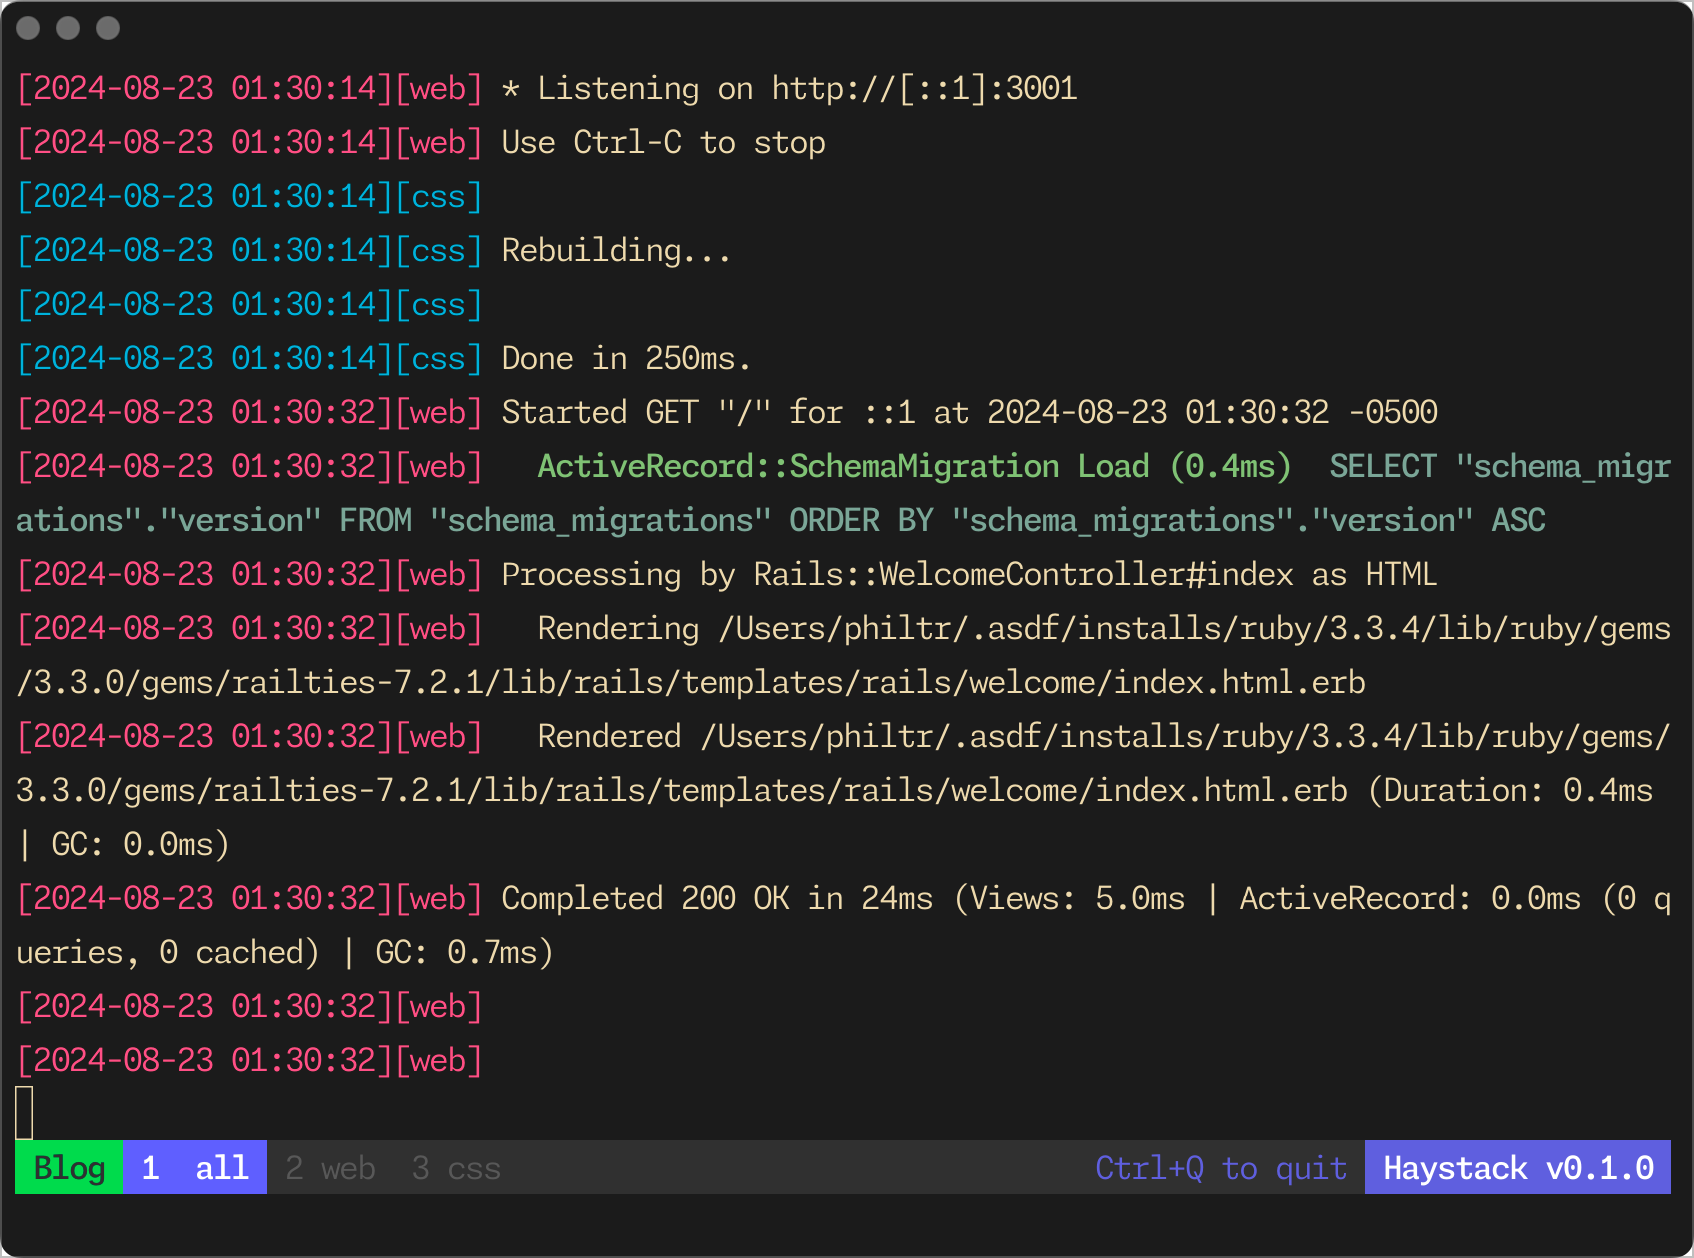 [2024-08-23 01:30:14][web] * Listening on http://[::1]:3001
[2024-08-23 01:30:14][web] Use Ctrl-C to stop
[2024-08-23 01:30:14][css]
[2024-08-23 01:30:14][css] Rebuilding...
[2024-08-23 01:30:14][css]
[2024-08-23 01:30:14][css] Done in 250ms.
[2024-08-23 01:30:32][web] Started GET "/" for ::1 at 2024-08-23 01:30:32 -0500
[2024-08-23 01:30:32][web]   ActiveRecord::SchemaMigration Load (0.4ms)  SELECT "schema_migr
ations"."version" FROM "schema_migrations" ORDER BY "schema_migrations"."version" ASC
[2024-08-23 01:30:32][web] Processing by Rails::WelcomeController#index as HTML
[2024-08-23 01:30:32][web]   Rendering /Users/philtr/.asdf/installs/ruby/3.3.4/lib/ruby/gems
/3.3.0/gems/railties-7.2.1/lib/rails/templates/rails/welcome/index.html.erb
[2024-08-23 01:30:32][web]   Rendered /Users/philtr/.asdf/installs/ruby/3.3.4/lib/ruby/gems/
3.3.0/gems/railties-7.2.1/lib/rails/templates/rails/welcome/index.html.erb (Duration: 0.4ms
| GC: 0.0ms)
[2024-08-23 01:30:32][web] Completed 200 OK in 24ms (Views: 5.0ms | ActiveRecord: 0.0ms (0 q
ueries, 0 cached) | GC: 0.7ms)
[2024-08-23 01:30:32][web]
[2024-08-23 01:30:32][web]
Blog 1 all 2 web 3 css Ctrl+Q to quit Haystack v0.1.0